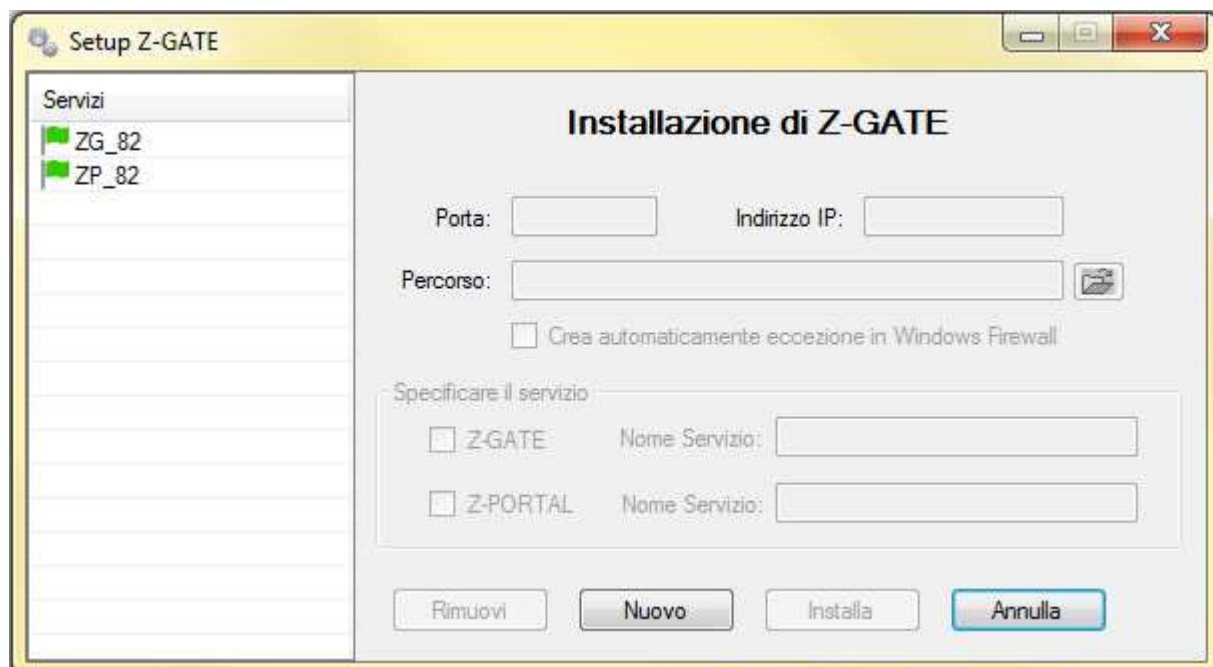 Setup Z-GATE
Servizi
ZG_82
ZP_82
Installazione di Z-GATE
Porta: Indirizzo IP:
Percorso:
Crea automaticamente eccezione in Windows Firewall
Specificare il servizio
Z-GATE Nome Servizio:
Z-PORTAL Nome Servizio:
Rimuovi Nuovo Installa Annulla